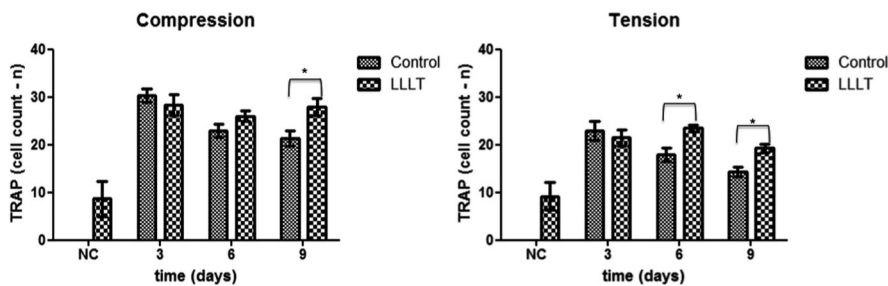 Compression
TRAP (cell count - n)
40
30
20
10
0
*
NC 3 6 9
time (days)
Control
LLLT
Tension
TRAP (cell count - n)
40
30
20
10
0
*
*
NC 3 6 9
time (days)
Control
LLLT